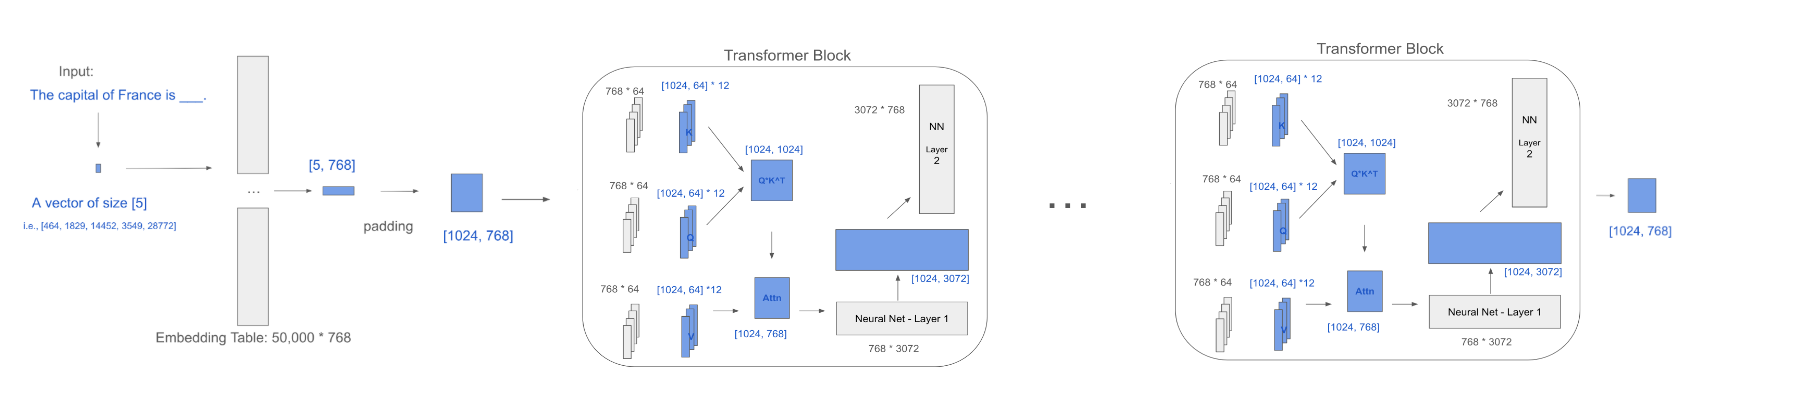 Input:
The capital of France is ___.
A vector of size [5]
i.e., [464, 1829, 14452, 3549, 28772]
...
Embedding Table: 50,000 * 768
[5, 768]
padding
[1024, 768]
Transformer Block
768 * 64
[1024, 64] * 12
K
[1024, 1024]
Q*K^T
768 * 64
[1024, 64] * 12
Q
768 * 64
[1024, 64] *12
V
Attn
[1024, 768]
3072 * 768
NN
Layer
2
[1024, 3072]
Neural Net - Layer 1
768 * 3072
...
Transformer Block
768 * 64
[1024, 64] * 12
K
[1024, 1024]
Q*K^T
768 * 64
[1024, 64] * 12
Q
768 * 64
[1024, 64] *12
V
Attn
[1024, 768]
3072 * 768
NN
Layer
2
[1024, 3072]
Neural Net - Layer 1
768 * 3072
[1024, 768]